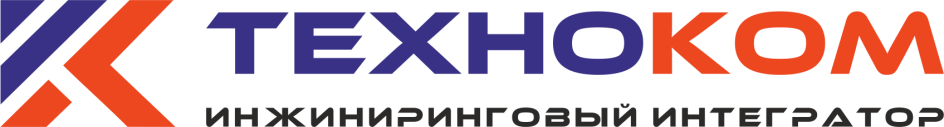 ТЕХНОКОМ
ИНЖИНИРИНГОВЫЙ ИНТЕГРАТОР